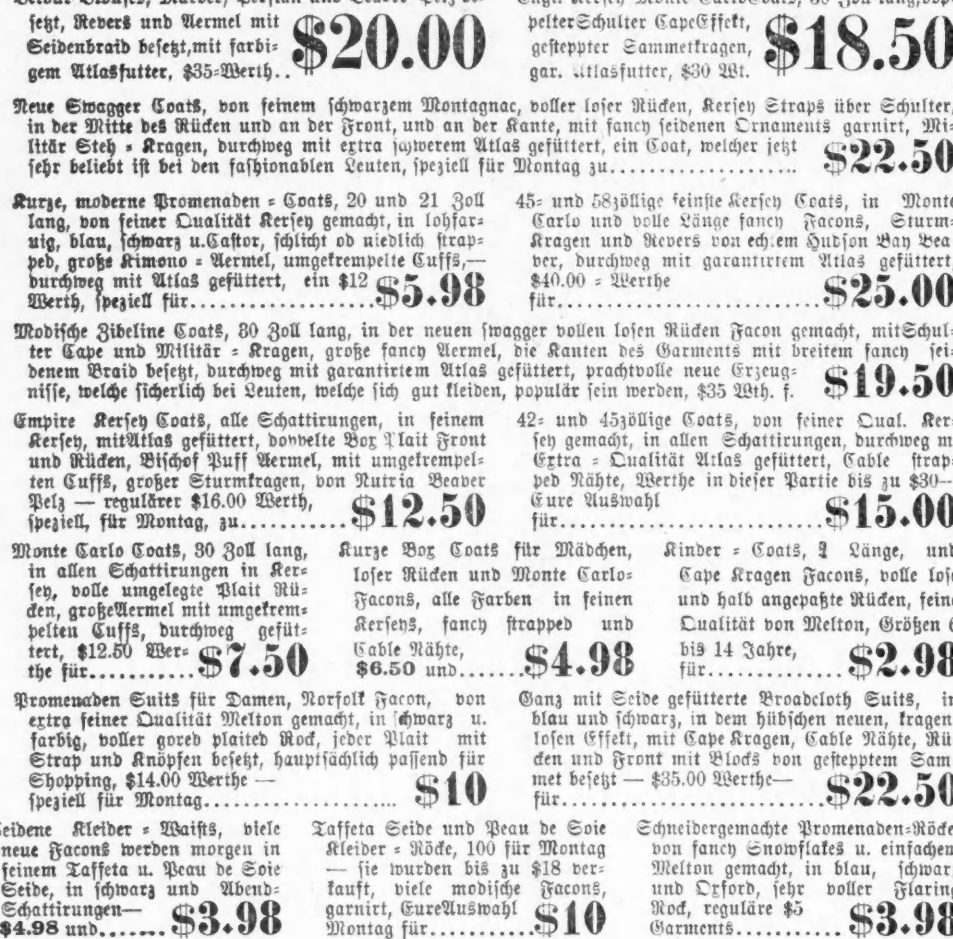 setzt, Revers und Aermel mit
Seidenbraid besetzt, mit farbi=
gem Atlasfutter, $35=Werth.. $20.00
pelter Schulter Cape Effekt,
gesteppter Sammetkragen,
gar. Atlasfutter, $30 Wt. $18.50
Neue Swagger Coats, von feinem schwarzem Montagnac, voller loser Rücken, Kersey Straps über Schulter,
in der Mitte des Rücken und an der Front, und an der Kante, mit fancy seidenen Ornaments garnirt, Mi=
litär Steh = Kragen, durchweg mit extra schwerem Atlas gefüttert, ein Coat, welcher jetzt
sehr beliebt ist bei den fashionablen Leuten, speziell für Montag zu.................... $22.50
Kurze, moderne Promenaden = Coats, 20 und 21 Zoll
lang, von feiner Qualität Kersey gemacht, in lohfar=
uig, blau, schwarz u. Castor, schlicht od niedlich strap=
ped, große Kimono = Aermel, umgekrempelte Cuffs,—
durchweg mit Atlas gefüttert, ein $12
Werth, speziell für.................... $5.98
45= und 58zöllige feinste Kersey Coats, in Monte
Carlo und volle Länge fancy Facons, Sturm=
Kragen und Revers von echtem Hudson Bay Bea
ver, durchweg mit garantirtem Atlas gefüttert,
$40.00 = Werthe
für............................ $25.00
Modische Zibeline Coats, 30 Zoll lang, in der neuen swagger vollen losen Rücken Facon gemacht, mit Schul=
ter Cape und Militär = Kragen, große fancy Aermel, die Kanten des Garments mit breitem fancy sei=
denem Braid besetzt, durchweg mit garantirtem Atlas gefüttert, prachtvolle neue Erzeug=
nisse, welche sicherlich bei Leuten, welche sich gut kleiden, populär sein werden, $35 Wth. f. $19.50
Empire Kersey Coats, alle Schattirungen, in feinem
Kersey, mit Atlas gefüttert, doppelte Box Plait Front
und Rücken, Bischof Puff Aermel, mit umgekrempel=
ten Cuffs, großer Sturmkragen, von Nutria Beaver
Pelz — regulärer $16.00 Werth,
speziell, für Montag, zu........... $12.50
42= und 45zöllige Coats, von feiner Qual. Ker=
sey gemacht, in allen Schattirungen, durchweg m
Extra = Qualität Atlas gefüttert, Cable strap=
ped Nähte, Werthe in dieser Partie bis zu $30—
Eure Auswahl
für............................ $15.00
Monte Carlo Coats, 30 Zoll lang,
in allen Schattirungen in Ker=
sey, volle umgelegte Plait Rü=
cken, große Aermel mit umgekrem=
pelten Cuffs, durchweg gefüt=
tert, $12.50 Wer=
the für........... $7.50
Kurze Box Coats für Mädchen,
loser Rücken und Monte Carlo=
Facons, alle Farben in feinen
Kerseys, fancy strapped und
Cable Nähte,
$6.50 und....... $4.98
Kinder = Coats, Länge, und
Cape Kragen Facons, volle lose
und halb angepaßte Rücken, feine
Qualität von Melton, Größen 6
bis 14 Jahre,
für............... $2.98
Promenaden Suits für Damen, Norfolk Facon, von
extra feiner Qualität Melton gemacht, in schwarz u.
farbig, voller gored plaited Rock, jeder Plait mit
Strap und Knöpfen besetzt, hauptsächlich passend für
Shopping, $14.00 Werthe —
speziell für Montag.................... $10
Ganz mit Seide gefütterte Broadcloth Suits, in
blau und schwarz, in dem hübschen neuen, kragen
losen Effekt, mit Cape Kragen, Cable Nähte, Rü
cken und Front mit Blocks von gesteptem Sam
met besetzt — $35.00 Werthe—
für............................ $22.50
Seidene Kleider = Waists, viele
neue Facons werden morgen in
feinem Taffeta u. Peau de Soie
Seide, in schwarz und Abend=
Schattirungen—
$4.98 und....... $3.98
Taffeta Seide und Peau de Soie
Kleider = Röcke, 100 für Montag
— sie wurden bis zu $18 ver=
kauft, viele modische Facons,
garnirt, Eure Auswahl
Montag für........... $10
Schneidergemachte Promenaden=Röcke
von fancy Snowflakes u. einfachen
Melton gemacht, in blau, schwarz
und Oxford, sehr voller Flaring
Rock, reguläre $5
Garments........... $3.98